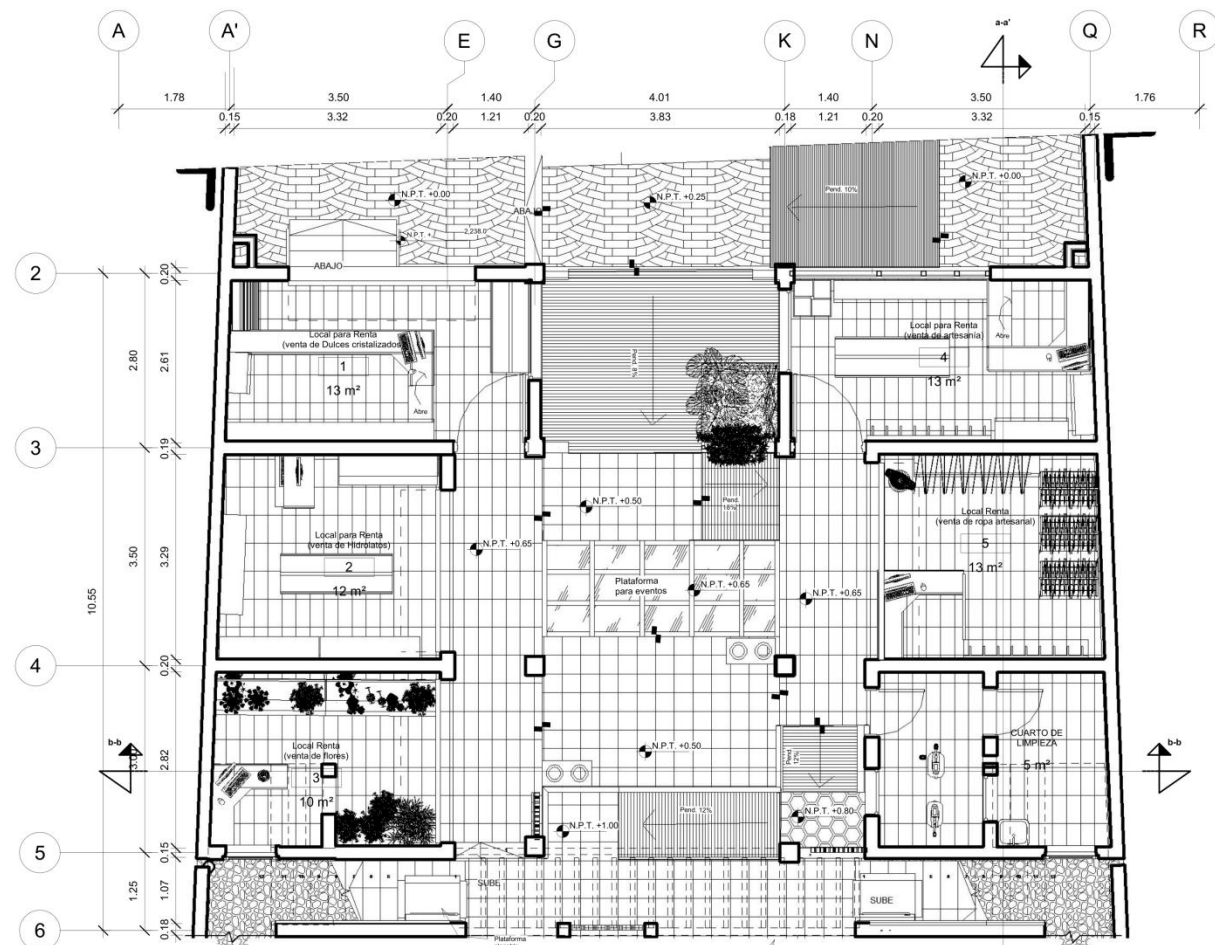 A
A'
E
G
K
N
a-a'
Q
R
1.78
3.50
1.40
4.01
1.40
3.50
1.76
0.15
3.32
0.20
1.21
0.20
3.83
0.18
1.21
0.20
3.32
0.15
N.P.T. +0.00
ABAJO
N.P.T. +0.25
Pend. 10%
N.P.T. +0.00
N.P.T. +
2,238.0
ABAJO
2
0.20
Local para Renta
(venta de Dulces cristalizados)
1
13 m²
Abre
Pend. 8%
Local para Renta
(venta de artesanía)
4
13 m²
Abre
2.80
2.61
3
0.19
N.P.T. +0.50
Pend.
18%
N.P.T. +0.65
Local para Renta
(venta de Hidrolatos)
2
12 m²
Local Renta
(venta de ropa artesanal)
5
13 m²
Plataforma
para eventos
N.P.T. +0.65
N.P.T. +0.65
3.50
3.29
10.55
4
0.20
Local Renta
(venta de flores)
3
10 m²
N.P.T. +0.50
Pend.
12%
CUARTO DE
LIMPIEZA
5 m²
b-b
b-b
3.00
2.82
N.P.T. +1.00
Pend. 12%
N.P.T. +0.80
5
0.15
1.25
1.07
SUBE
SUBE
6
0.18
Plataforma